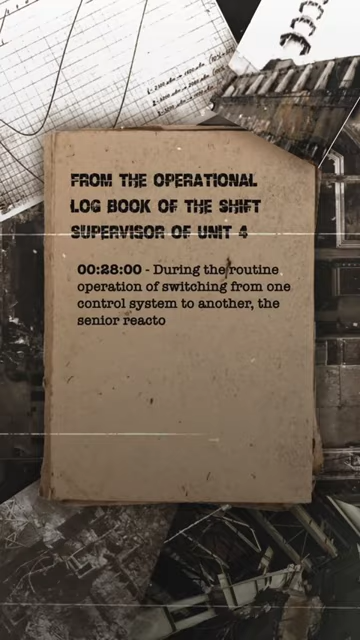 FROM THE OPERATIONAL
LOG BOOK OF THE SHIFT
SUPERVISOR OF UNIT 4
00:28:00 - During the routine
operation of switching from one
control system to another, the
senior reacto